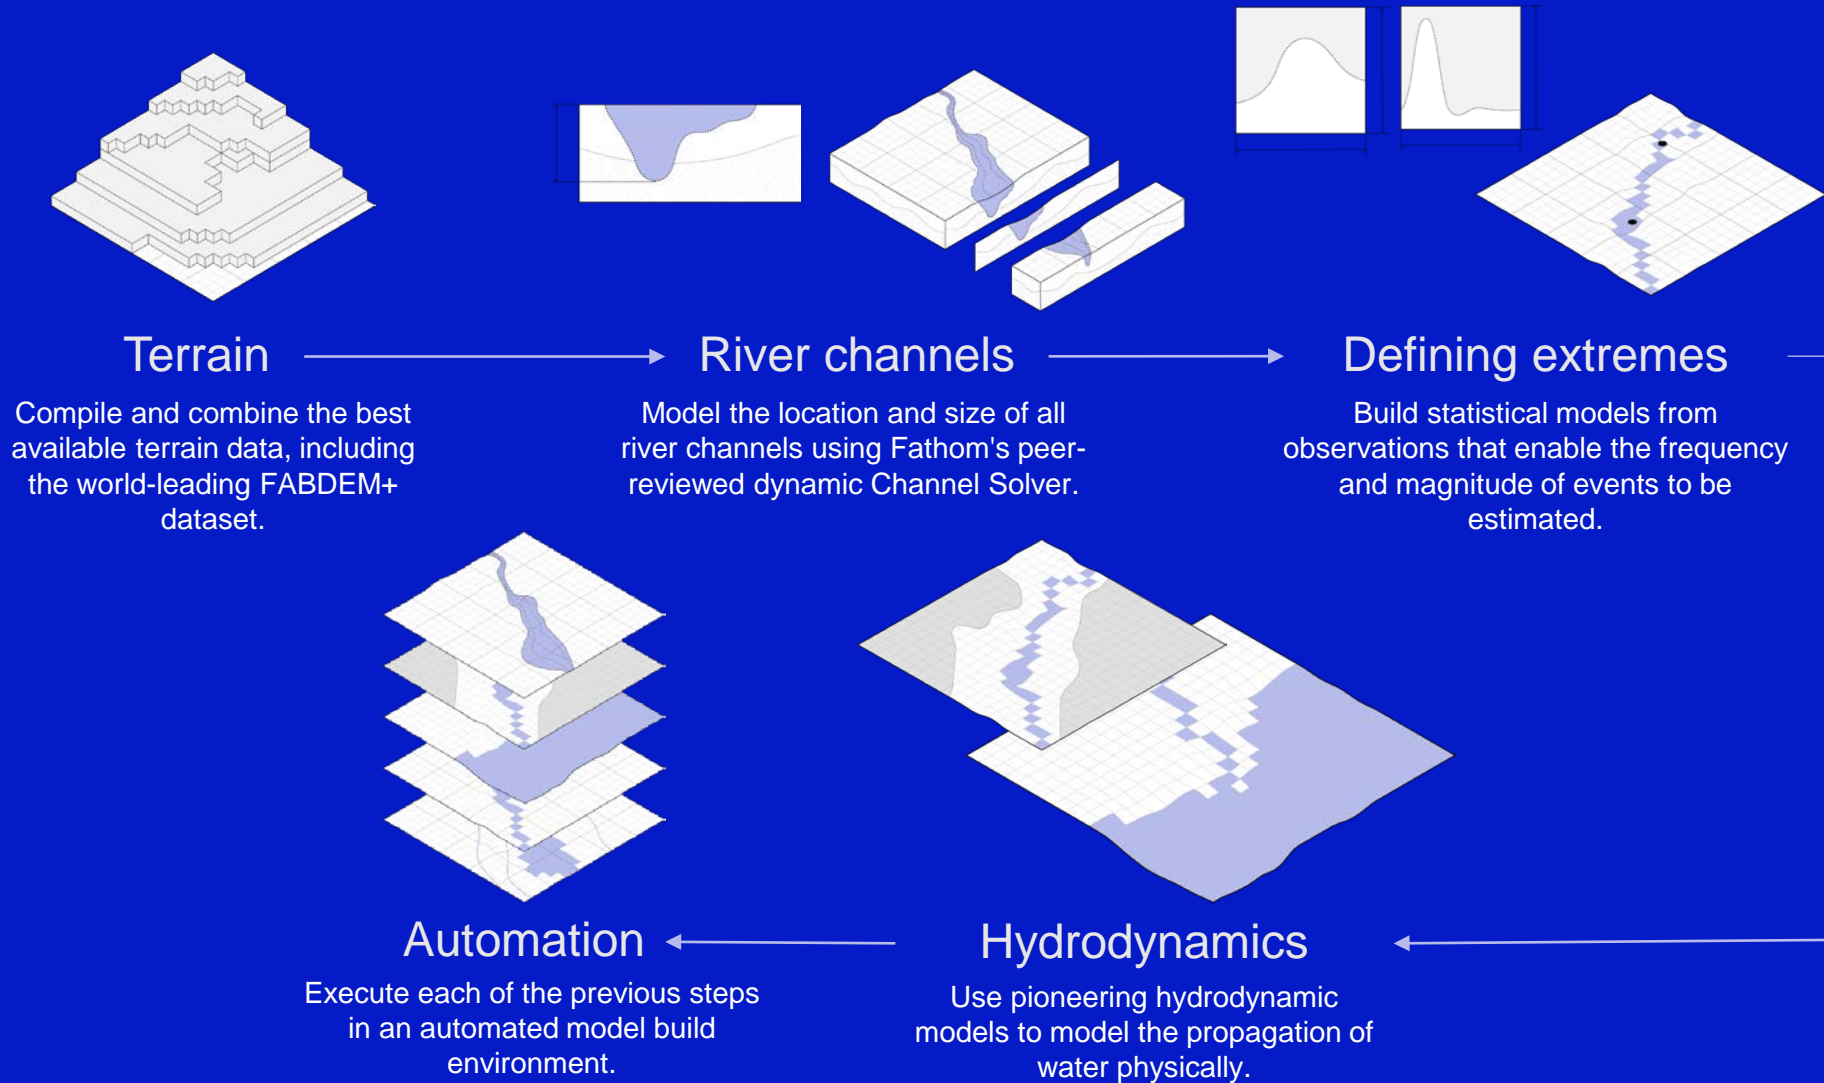 Terrain
Compile and combine the best
available terrain data, including
the world-leading FABDEM+
dataset.
River channels
Model the location and size of all
river channels using Fathom's peer-
reviewed dynamic Channel Solver.
Defining extremes
Build statistical models from
observations that enable the frequency
and magnitude of events to be
estimated.
Hydrodynamics
Use pioneering hydrodynamic
models to model the propagation of
water physically.
Automation
Execute each of the previous steps
in an automated model build
environment.